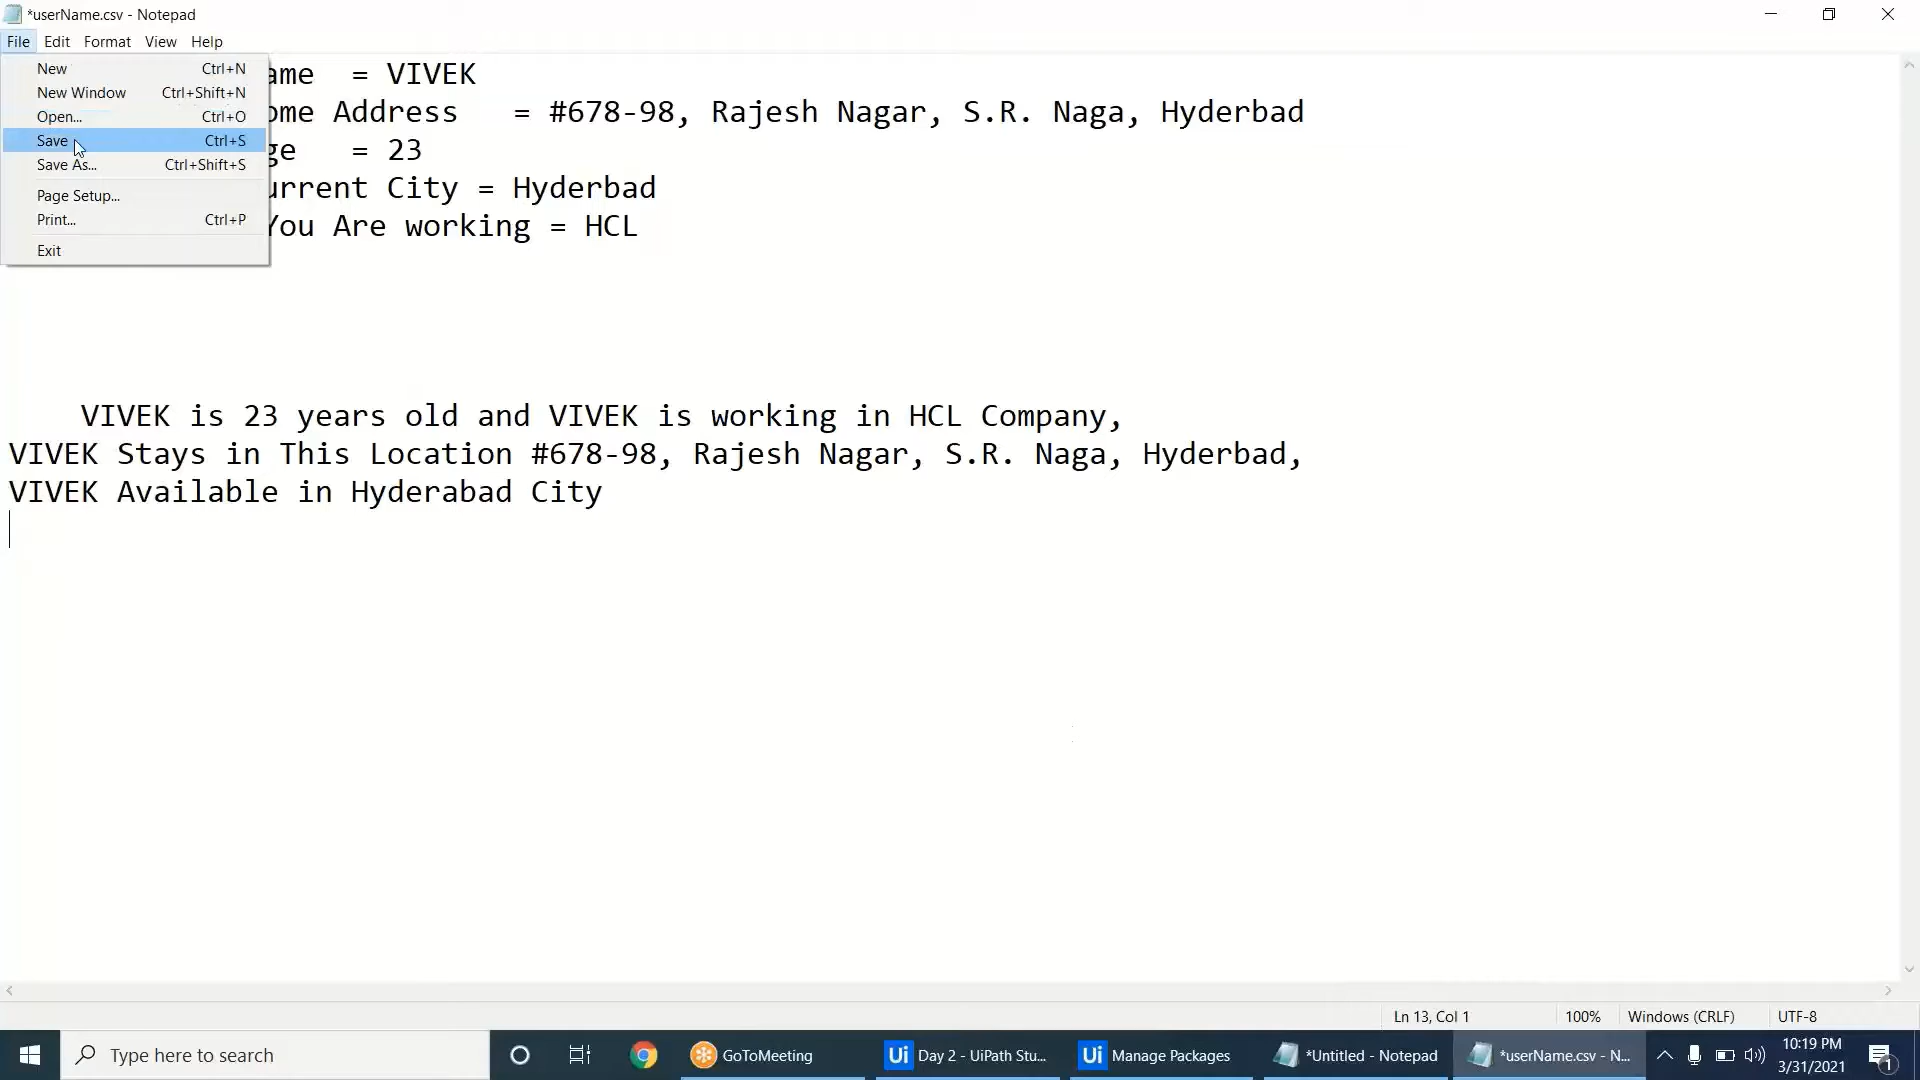 *userName.csv - Notepad
File Edit Format View Help
New Ctrl+N
New Window Ctrl+Shift+N
Open... Ctrl+O
Save Ctrl+S
Save As... Ctrl+Shift+S
Page Setup...
Print... Ctrl+P
Exit
ame = VIVEK
ome Address = #678-98, Rajesh Nagar, S.R. Naga, Hyderbad
ge = 23
urrent City = Hyderbad
You Are working = HCL
VIVEK is 23 years old and VIVEK is working in HCL Company,
VIVEK Stays in This Location #678-98, Rajesh Nagar, S.R. Naga, Hyderbad,
VIVEK Available in Hyderabad City
Ln 13, Col 1 100% Windows (CRLF) UTF-8
Type here to search GoToMeeting Ui Day 2 - UiPath Stu... Ui Manage Packages *Untitled - Notepad *userName.csv - N... 10:19 PM
3/31/2021 1